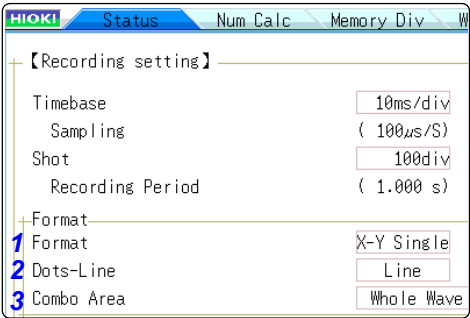 HIOKI Status Num Calc Memory Div W
【Recording setting】
Timebase 10ms/div
Sampling ( 100µs/S)
Shot 100div
Recording Period ( 1.000 s)
Format
1 Format X-Y Single
2 Dots-Line Line
3 Combo Area Whole Wave